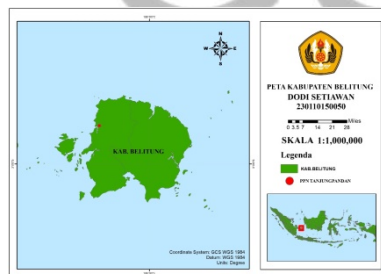 N
W
E
S
KAB. BELITUNG
Coordinate System: GCS WGS 1984
Datum: WGS 1984
Units: Degree
PETA KABUPATEN BELITUNG
DODI SETIAWAN
230110150050
Miles
0 3.5 7 14 21 28
SKALA 1:1,000,000
Legenda
KAB.BELITUNG
PPN TANJUNGPANDAN